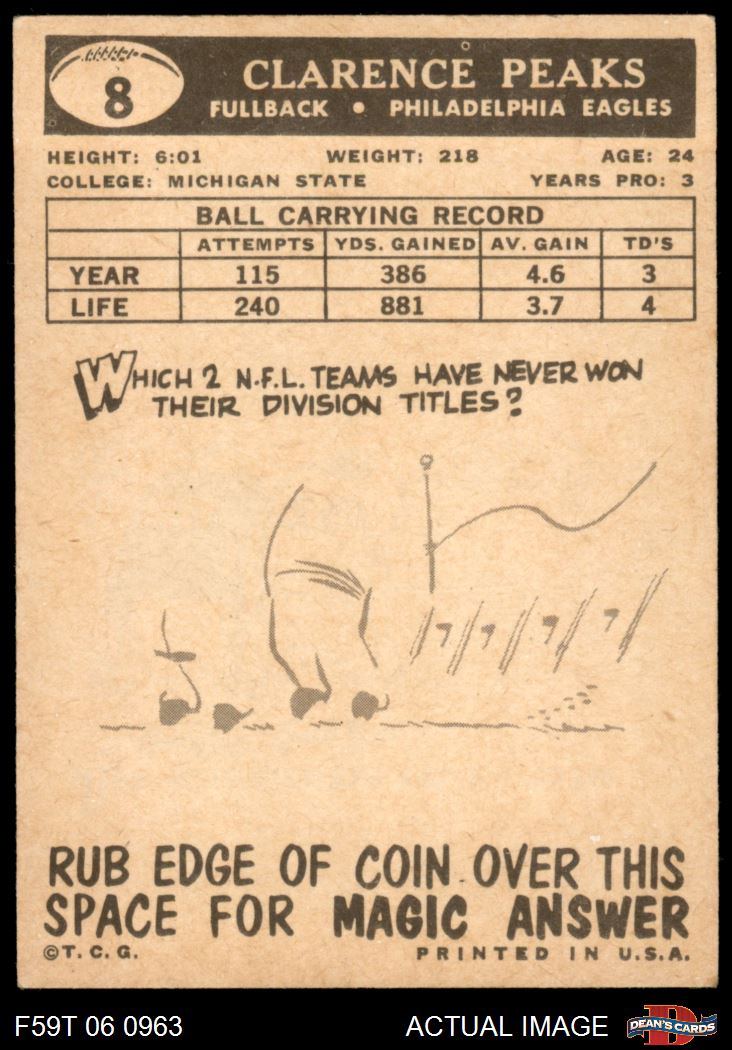 8
CLARENCE PEAKS
FULLBACK • PHILADELPHIA EAGLES
HEIGHT: 6:01 WEIGHT: 218 AGE: 24
COLLEGE: MICHIGAN STATE YEARS PRO: 3
BALL CARRYING RECORD
ATTEMPTS YDS. GAINED AV. GAIN TD'S
YEAR 115 386 4.6 3
LIFE 240 881 3.7 4
WHICH 2 N.F.L. TEAMS HAVE NEVER WON
THEIR DIVISION TITLES?
RUB EDGE OF COIN OVER THIS
SPACE FOR MAGIC ANSWER
©T. C. G. PRINTED IN U.S.A.
F59T 06 0963 ACTUAL IMAGE D DEAN'S CARDS